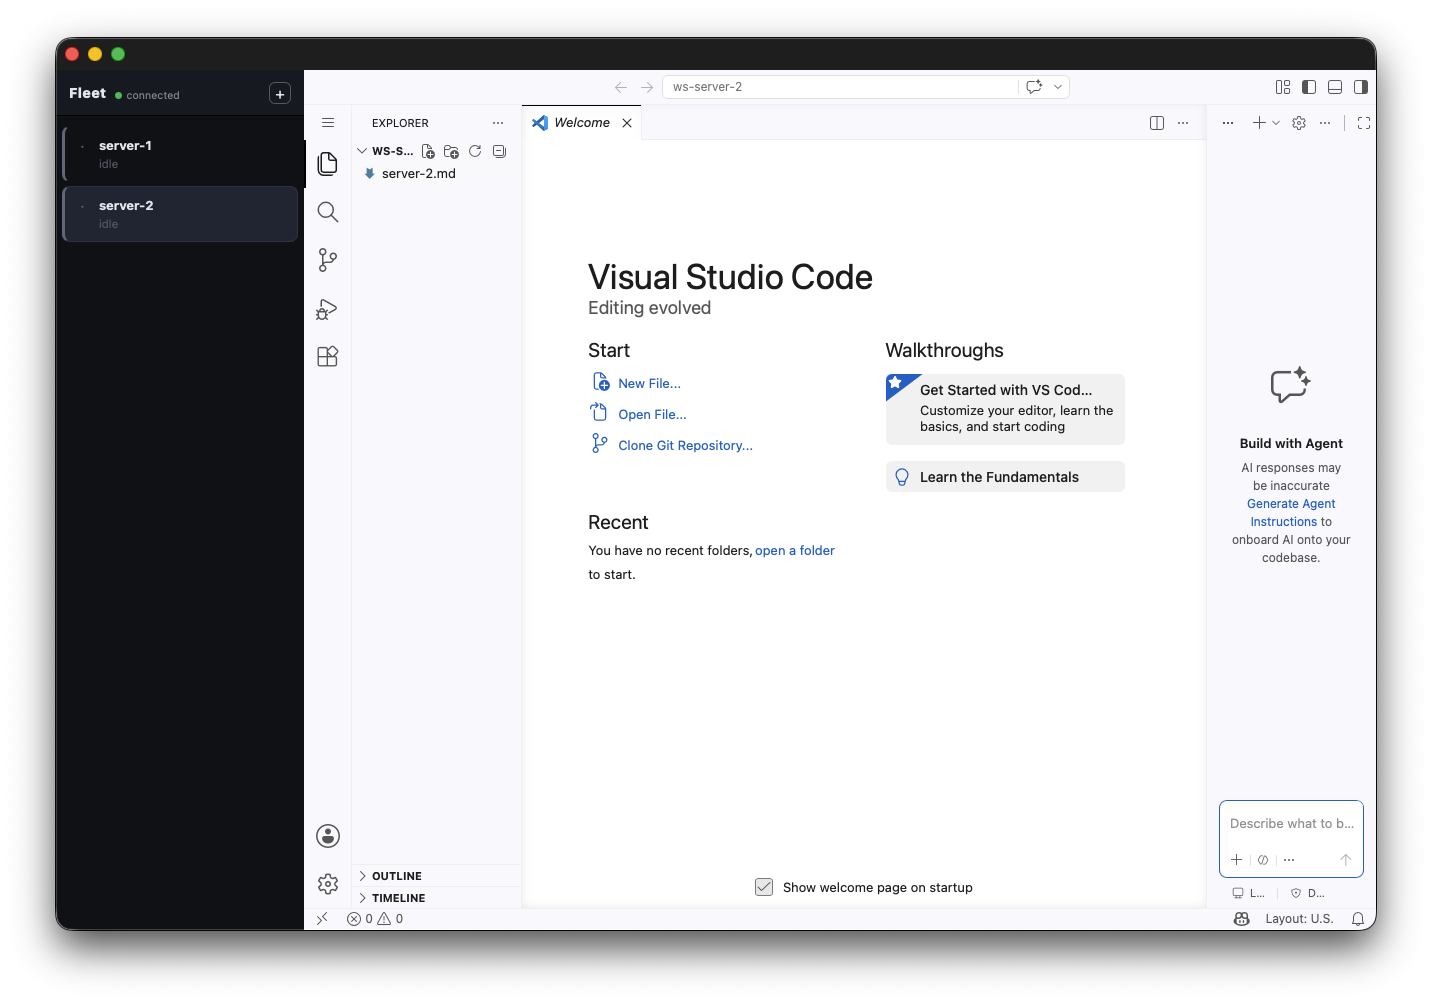 Fleet connected +
server-1
idle
server-2
idle
ws-server-2
EXPLORER
WS-S...
server-2.md
OUTLINE
TIMELINE
Welcome
Visual Studio Code
Editing evolved
Start
New File...
Open File...
Clone Git Repository...
Recent
You have no recent folders, open a folder
to start.
Walkthroughs
Get Started with VS Cod...
Customize your editor, learn the
basics, and start coding
Learn the Fundamentals
Show welcome page on startup
Build with Agent
AI responses may
be inaccurate
Generate Agent
Instructions to
onboard AI onto your
codebase.
Describe what to b...
L...
D...
0 0
Layout: U.S.